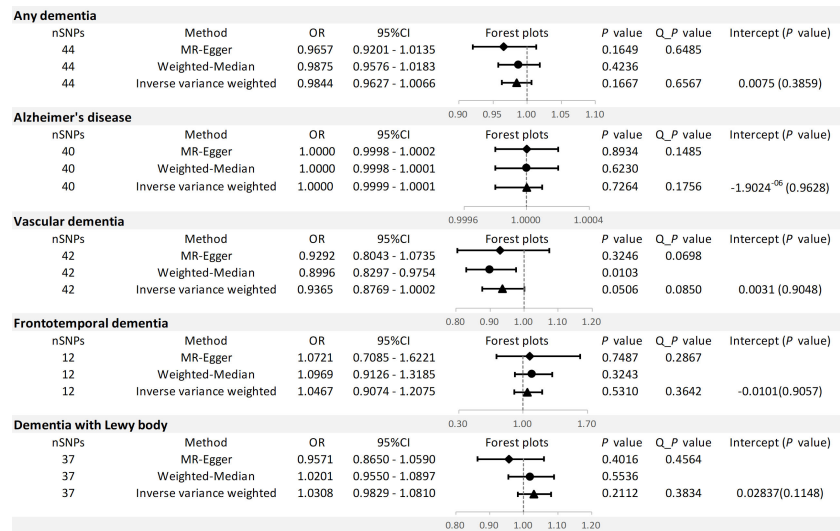 Any dementia
nSNPs Method OR 95%CI Forest plots P value Q_P value Intercept (P value)
44 MR-Egger 0.9657 0.9201 - 1.0135 0.1649 0.6485
44 Weighted-Median 0.9875 0.9576 - 1.0183 0.4236
44 Inverse variance weighted 0.9844 0.9627 - 1.0066 0.1667 0.6567 0.0075 (0.3859)
0.90 0.95 1.00 1.05 1.10
Alzheimer's disease
nSNPs Method OR 95%CI Forest plots P value Q_P value Intercept (P value)
40 MR-Egger 1.0000 0.9998 - 1.0002 0.8934 0.1485
40 Weighted-Median 1.0000 0.9998 - 1.0001 0.6230
40 Inverse variance weighted 1.0000 0.9999 - 1.0001 0.7264 0.1756 -1.9024⁻⁰⁶ (0.9628)
0.9996 1.0000 1.0004
Vascular dementia
nSNPs Method OR 95%CI Forest plots P value Q_P value Intercept (P value)
42 MR-Egger 0.9292 0.8043 - 1.0735 0.3246 0.0698
42 Weighted-Median 0.8996 0.8297 - 0.9754 0.0103
42 Inverse variance weighted 0.9365 0.8769 - 1.0002 0.0506 0.0850 0.0031 (0.9048)
0.80 0.90 1.00 1.10 1.20
Frontotemporal dementia
nSNPs Method OR 95%CI Forest plots P value Q_P value Intercept (P value)
12 MR-Egger 1.0721 0.7085 - 1.6221 0.7487 0.2867
12 Weighted-Median 1.0969 0.9126 - 1.3185 0.3243
12 Inverse variance weighted 1.0467 0.9074 - 1.2075 0.5310 0.3642 -0.0101(0.9057)
0.30 1.00 1.70
Dementia with Lewy body
nSNPs Method OR 95%CI Forest plots P value Q_P value Intercept (P value)
37 MR-Egger 0.9571 0.8650 - 1.0590 0.4016 0.4564
37 Weighted-Median 1.0201 0.9550 - 1.0897 0.5536
37 Inverse variance weighted 1.0308 0.9829 - 1.0810 0.2112 0.3834 0.02837(0.1148)
0.80 0.90 1.00 1.10 1.20